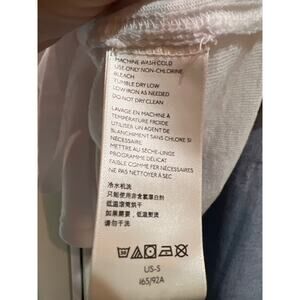 MACHINE WASH COLD
USE ONLY NON-CHLORINE
BLEACH
TUMBLE DRY LOW
LOW IRON AS NEEDED
DO NOT DRY CLEAN
LAVAGE EN MACHINE À
TEMPÉRATURE FROIDE
UTILISER UN AGENT DE
BLANCHIMENT SANS CHLORE SI
NÉCESSAIRE
METTRE AU SÈCHE-LINGE
PROGRAMME DÉLICAT
FAIBLE COMME FER NÉCESSAIRES
NE PAS NETTOYER À SEC
冷水机洗
只能使用非含氯漂白剂
低温滚筒烘干
如果需要，低温熨烫
请勿干洗
US-S
165/92A